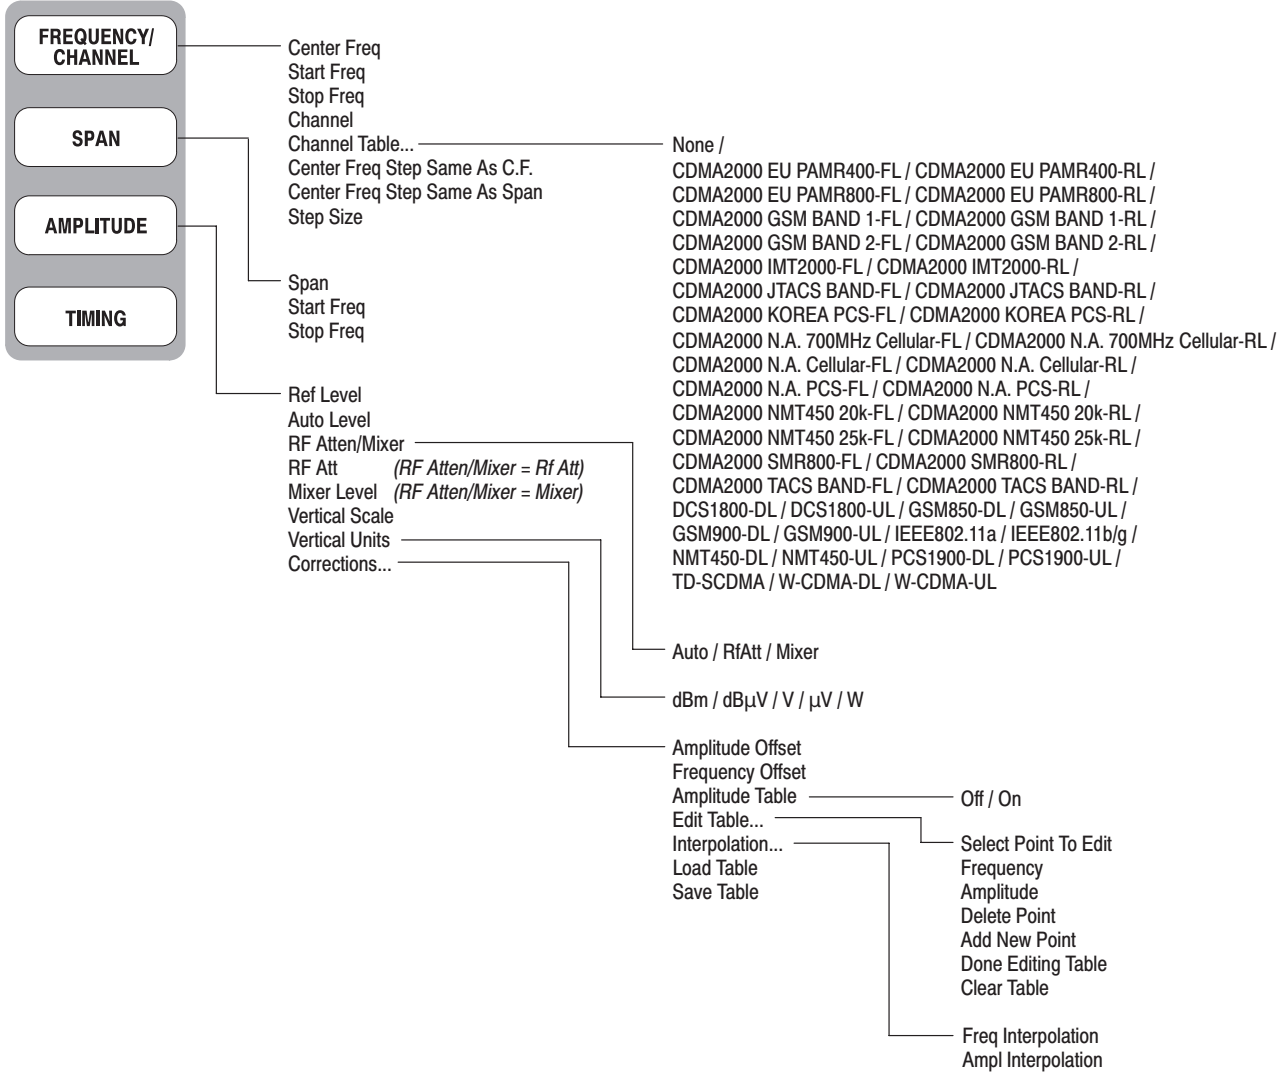 FREQUENCY/
CHANNEL
SPAN
AMPLITUDE
TIMING
Center Freq
Start Freq
Stop Freq
Channel
Channel Table...
Center Freq Step Same As C.F.
Center Freq Step Same As Span
Step Size
Span
Start Freq
Stop Freq
Ref Level
Auto Level
RF Atten/Mixer
RF Att (RF Atten/Mixer = Rf Att)
Mixer Level (RF Atten/Mixer = Mixer)
Vertical Scale
Vertical Units
Corrections...
None /
CDMA2000 EU PAMR400-FL / CDMA2000 EU PAMR400-RL /
CDMA2000 EU PAMR800-FL / CDMA2000 EU PAMR800-RL /
CDMA2000 GSM BAND 1-FL / CDMA2000 GSM BAND 1-RL /
CDMA2000 GSM BAND 2-FL / CDMA2000 GSM BAND 2-RL /
CDMA2000 IMT2000-FL / CDMA2000 IMT2000-RL /
CDMA2000 JTACS BAND-FL / CDMA2000 JTACS BAND-RL /
CDMA2000 KOREA PCS-FL / CDMA2000 KOREA PCS-RL /
CDMA2000 N.A. 700MHz Cellular-FL / CDMA2000 N.A. 700MHz Cellular-RL /
CDMA2000 N.A. Cellular-FL / CDMA2000 N.A. Cellular-RL /
CDMA2000 N.A. PCS-FL / CDMA2000 N.A. PCS-RL /
CDMA2000 NMT450 20k-FL / CDMA2000 NMT450 20k-RL /
CDMA2000 NMT450 25k-FL / CDMA2000 NMT450 25k-RL /
CDMA2000 SMR800-FL / CDMA2000 SMR800-RL /
CDMA2000 TACS BAND-FL / CDMA2000 TACS BAND-RL /
DCS1800-DL / DCS1800-UL / GSM850-DL / GSM850-UL /
GSM900-DL / GSM900-UL / IEEE802.11a / IEEE802.11b/g /
NMT450-DL / NMT450-UL / PCS1900-DL / PCS1900-UL /
TD-SCDMA / W-CDMA-DL / W-CDMA-UL
Auto / RfAtt / Mixer
dBm / dBμV / V / μV / W
Amplitude Offset
Frequency Offset
Amplitude Table
Edit Table...
Interpolation...
Load Table
Save Table
Off / On
Select Point To Edit
Frequency
Amplitude
Delete Point
Add New Point
Done Editing Table
Clear Table
Freq Interpolation
Ampl Interpolation